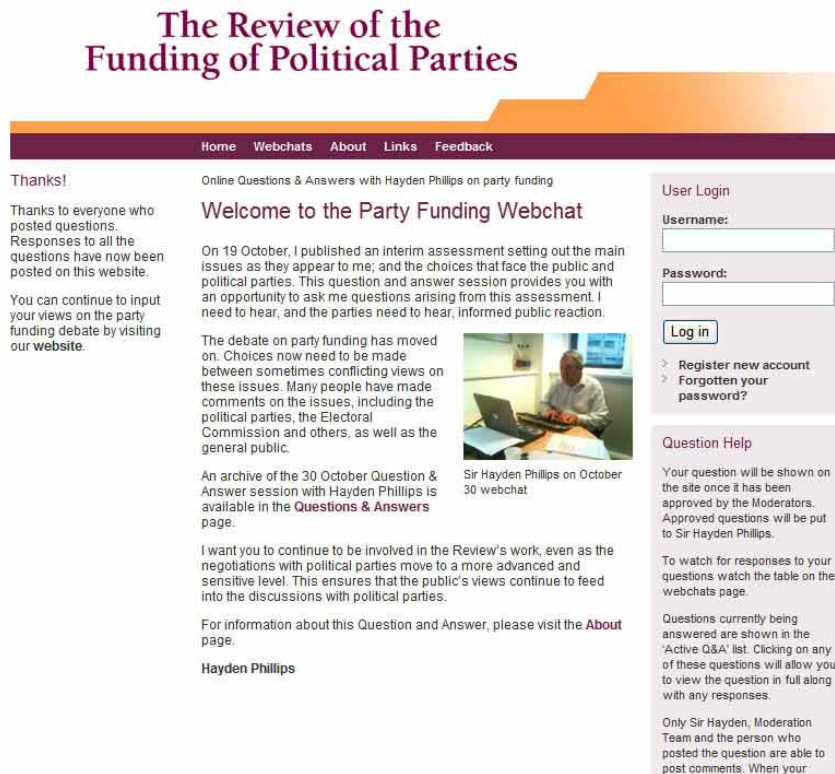 The Review of the
Funding of Political Parties
Home Webchats About Links Feedback
Thanks!
Thanks to everyone who
posted questions.
Responses to all the
questions have now been
posted on this website.
You can continue to input
your views on the party
funding debate by visiting
our website.
Online Questions & Answers with Hayden Phillips on party funding
Welcome to the Party Funding Webchat
On 19 October, I published an interim assessment setting out the main
issues as they appear to me; and the choices that face the public and
political parties. This question and answer session provides you with
an opportunity to ask me questions arising from this assessment. I
need to hear, and the parties need to hear, informed public reaction.
The debate on party funding has moved
on. Choices now need to be made
between sometimes conflicting views on
these issues. Many people have made
comments on the issues, including the
political parties, the Electoral
Commission and others, as well as the
general public.
Sir Hayden Phillips on October
30 webchat
An archive of the 30 October Question &
Answer session with Hayden Phillips is
available in the Questions & Answers
page.
I want you to continue to be involved in the Review's work, even as the
negotiations with political parties move to a more advanced and
sensitive level. This ensures that the public's views continue to feed
into the discussions with political parties.
For information about this Question and Answer, please visit the About
page.
Hayden Phillips
User Login
Username:
Password:
Log in
Register new account
Forgotten your
password?
Question Help
Your question will be shown on
the site once it has been
approved by the Moderators.
Approved questions will be put
to Sir Hayden Phillips.
To watch for responses to your
questions watch the table on the
webchats page.
Questions currently being
answered are shown in the
'Active Q&A' list. Clicking on any
of these questions will allow you
to view the question in full along
with any responses.
Only Sir Hayden, Moderation
Team and the person who
posted the question are able to
post comments. When your